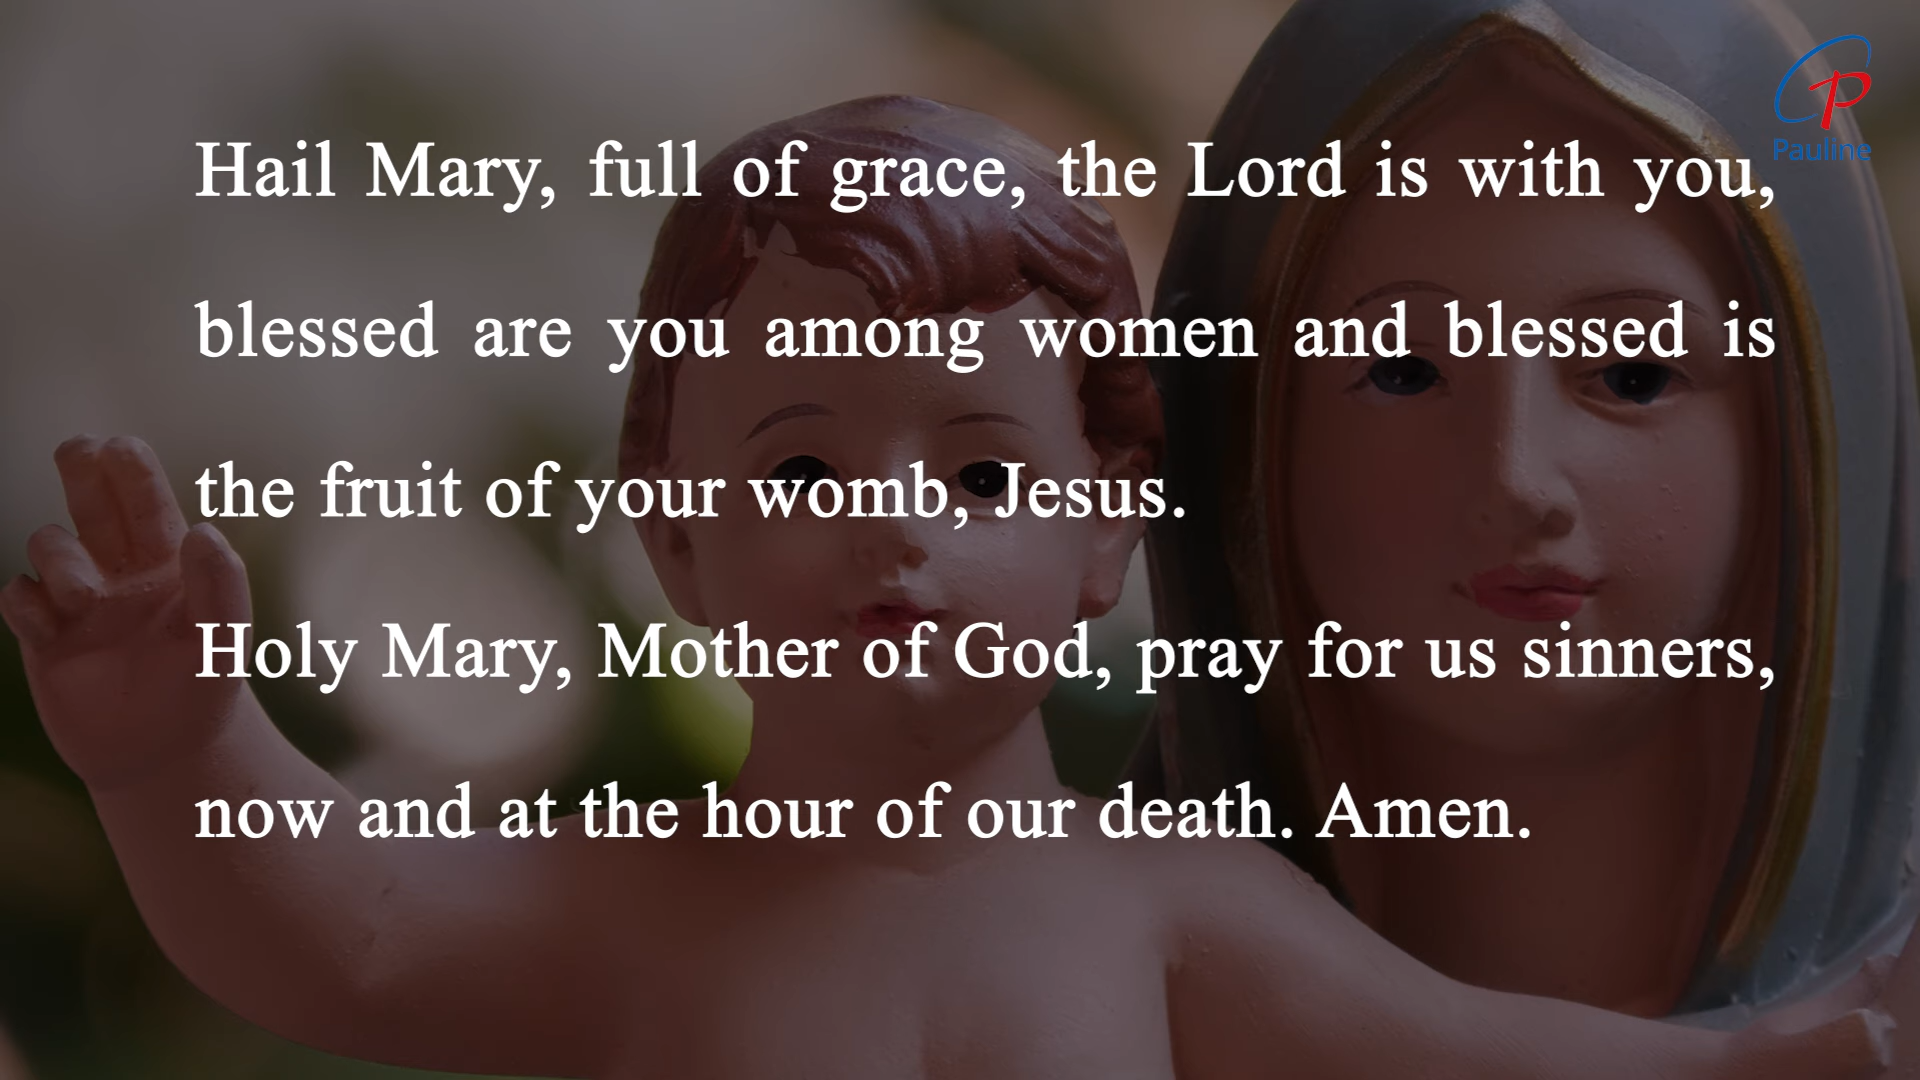 Pauline
Hail Mary, full of grace, the Lord is with you,
blessed are you among women and blessed is
the fruit of your womb, Jesus.
Holy Mary, Mother of God, pray for us sinners,
now and at the hour of our death. Amen.